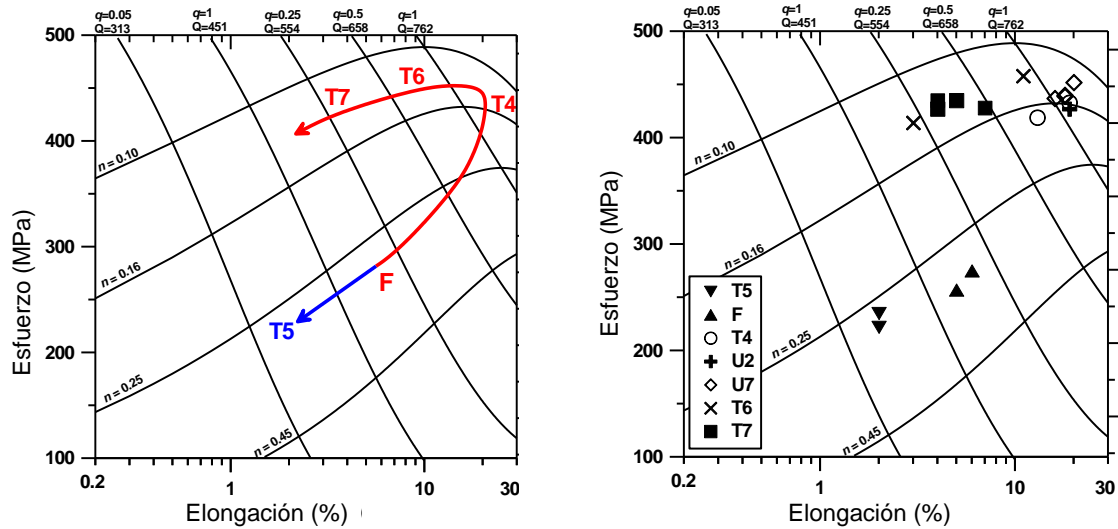 q=0.05 q=1 q=0.25 q=0.5 q=1
Q=313 Q=451 Q=554 Q=658 Q=762
500
400
300
200
100
Esfuerzo (MPa)
n = 0.10
n = 0.16
n = 0.25
n = 0.45
T7
T6
T4
F
T5
0.2 1 10 30
Elongación (%)
q=0.05 q=1 q=0.25 q=0.5 q=1
Q=313 Q=451 Q=554 Q=658 Q=762
500
400
300
200
100
Esfuerzo (MPa)
n = 0.10
n = 0.16
n = 0.25
n = 0.45
T5
F
T4
U2
U7
T6
T7
0.2 1 10 30
Elongación (%)